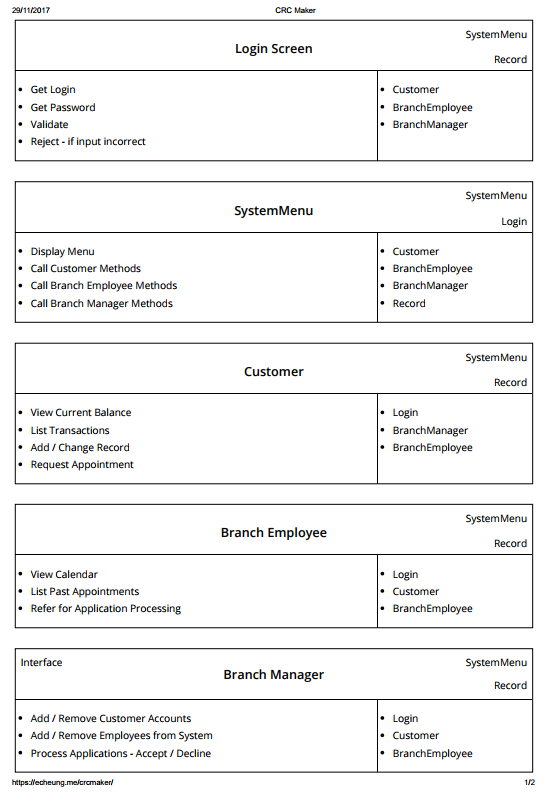 29/11/2017 CRC Maker
SystemMenu
Login Screen
Record
• Get Login
• Get Password
• Validate
• Reject - if input incorrect
• Customer
• BranchEmployee
• BranchManager
SystemMenu
SystemMenu
Login
• Display Menu
• Call Customer Methods
• Call Branch Employee Methods
• Call Branch Manager Methods
• Customer
• BranchEmployee
• BranchManager
• Record
SystemMenu
Customer
Record
• View Current Balance
• List Transactions
• Add / Change Record
• Request Appointment
• Login
• BranchManager
• BranchEmployee
SystemMenu
Branch Employee
Record
• View Calendar
• List Past Appointments
• Refer for Application Processing
• Login
• Customer
• BranchEmployee
Interface SystemMenu
Branch Manager
Record
• Add / Remove Customer Accounts
• Add / Remove Employees from System
• Process Applications - Accept / Decline
• Login
• Customer
• BranchEmployee
https://echeung.me/crcmaker/ 1/2